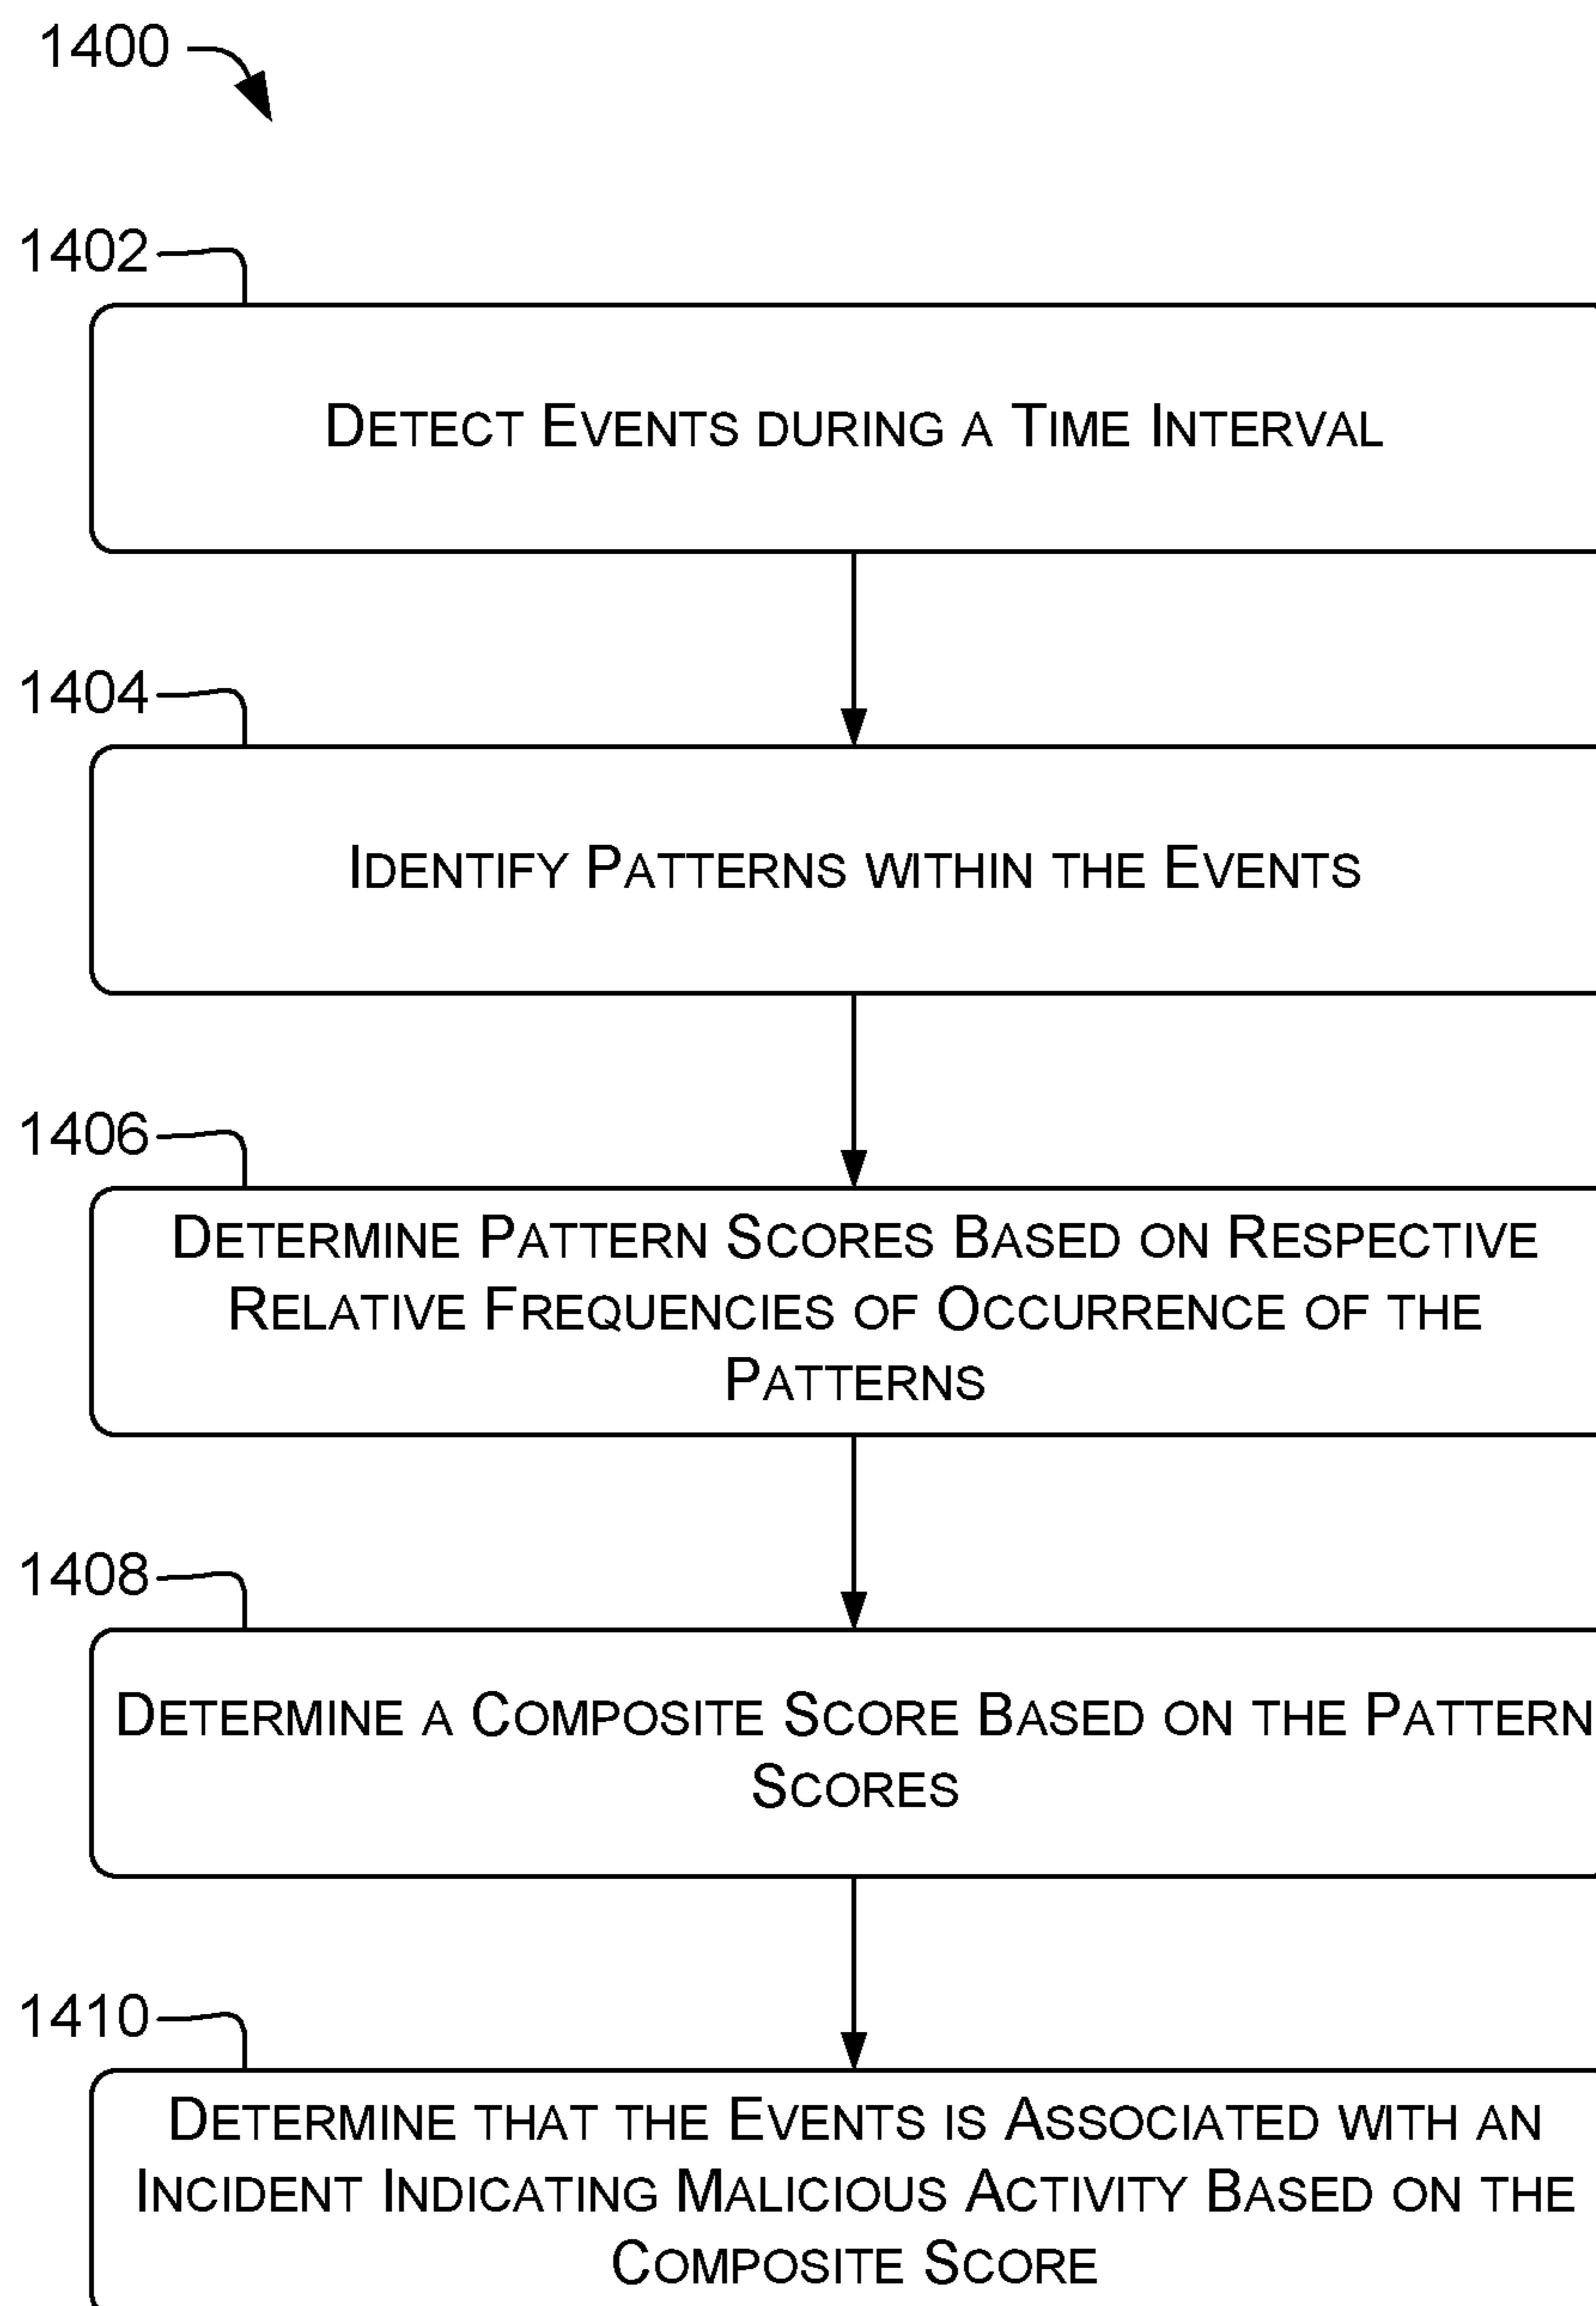 1400
1402
DETECT EVENTS DURING A TIME INTERVAL
1404
IDENTIFY PATTERNS WITHIN THE EVENTS
1406
DETERMINE PATTERN SCORES BASED ON RESPECTIVE
RELATIVE FREQUENCIES OF OCCURRENCE OF THE
PATTERNS
1408
DETERMINE A COMPOSITE SCORE BASED ON THE PATTERN
SCORES
1410
DETERMINE THAT THE EVENTS IS ASSOCIATED WITH AN
INCIDENT INDICATING MALICIOUS ACTIVITY BASED ON THE
COMPOSITE SCORE